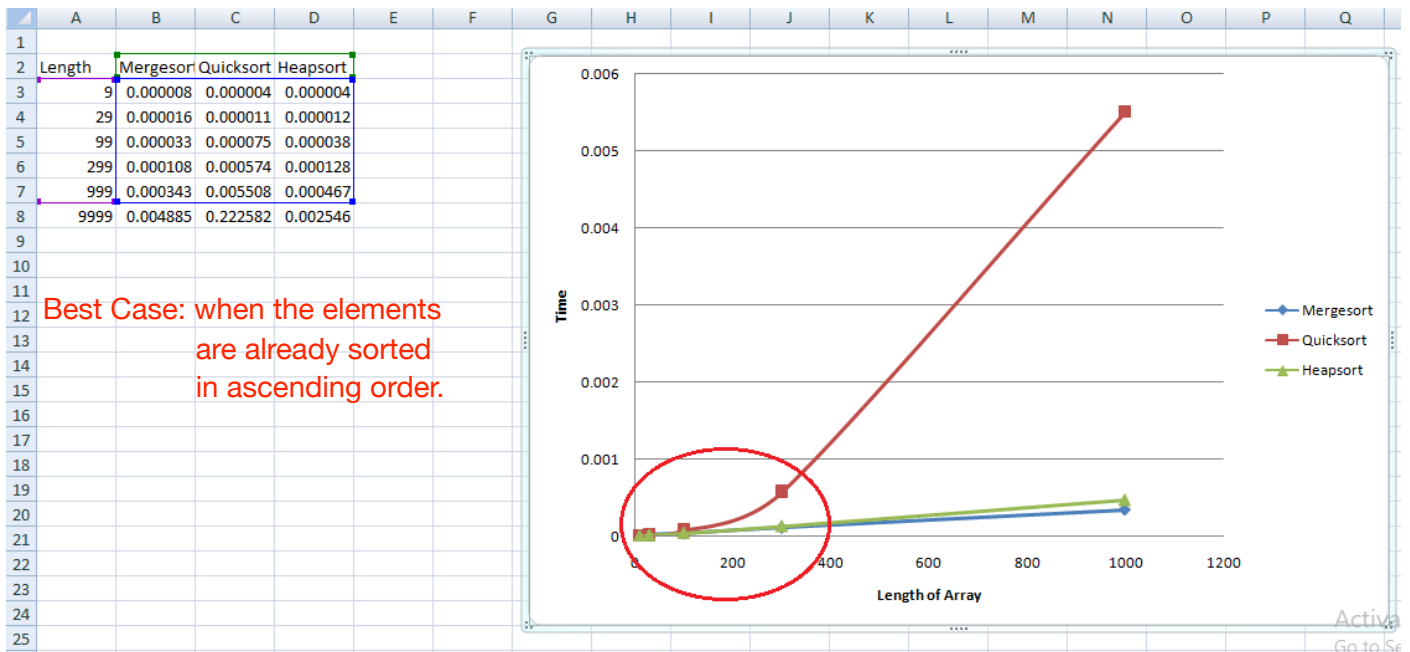 A B C D E F G H I J K L M N O P Q
1
2 Length Mergesort Quicksort Heapsort
3 9 0.000008 0.000004 0.000004
4 29 0.000016 0.000011 0.000012
5 99 0.000033 0.000075 0.000038
6 299 0.000108 0.000574 0.000128
7 999 0.000343 0.005508 0.000467
8 9999 0.004885 0.222582 0.002546
9
10
11
12
13
14
15
16
17
18
19
20
21
22
23
24
25
Best Case: when the elements
are already sorted
in ascending order.
0.006
0.005
0.004
0.003
0.002
0.001
0
Time
0 200 400 600 800 1000 1200
Length of Array
Mergesort
Quicksort
Heapsort
Activa
Go to Se